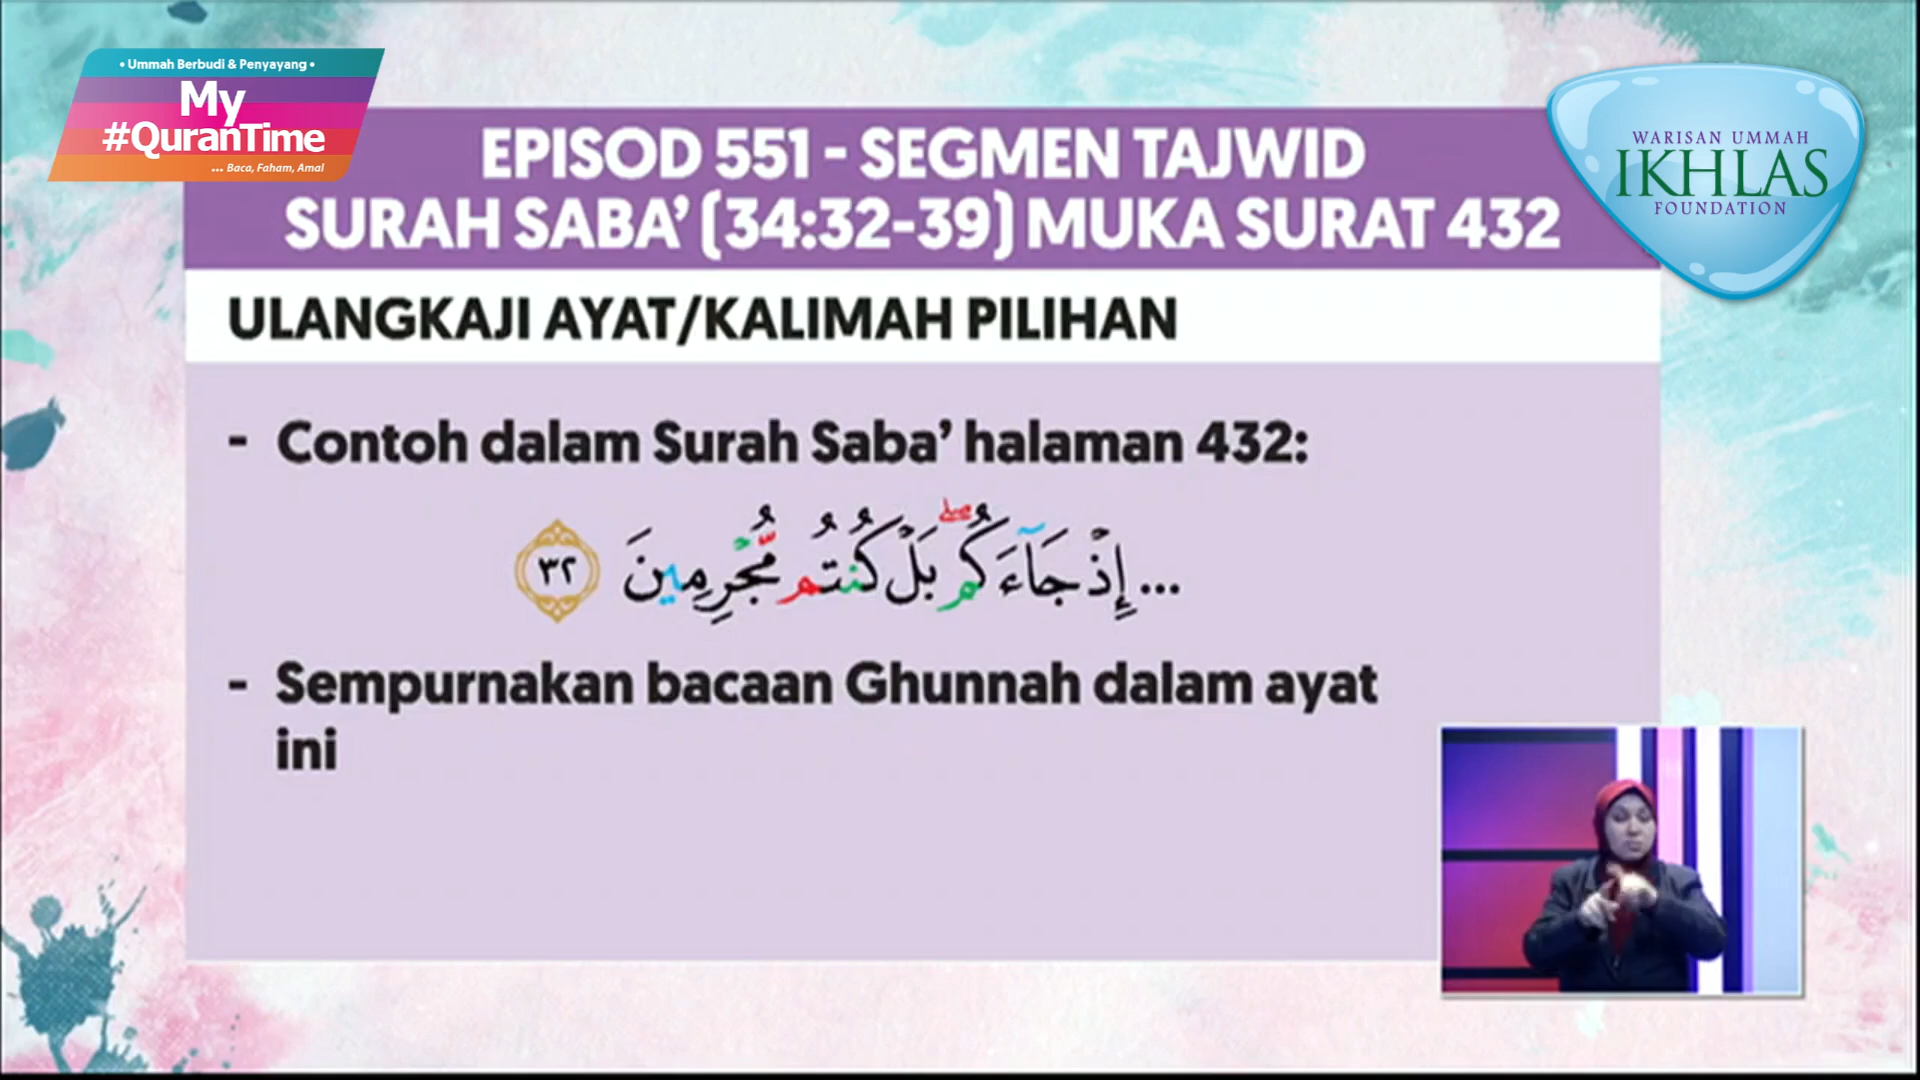 • Ummah Berbudi & Penyayang •
My
#QuranTime
... Baca, Faham, Amal
WARISAN UMMAH
IKHLAS
FOUNDATION
EPISOD 551 - SEGMEN TAJWID
SURAH SABA’ (34:32-39) MUKA SURAT 432
ULANGKAJI AYAT/KALIMAH PILIHAN
- Contoh dalam Surah Saba’ halaman 432:
... إِذْ جَآءَكُمۖ بَلْ كُنتُم مُّجْرِمِينَ ٣٢
- Sempurnakan bacaan Ghunnah dalam ayat
ini